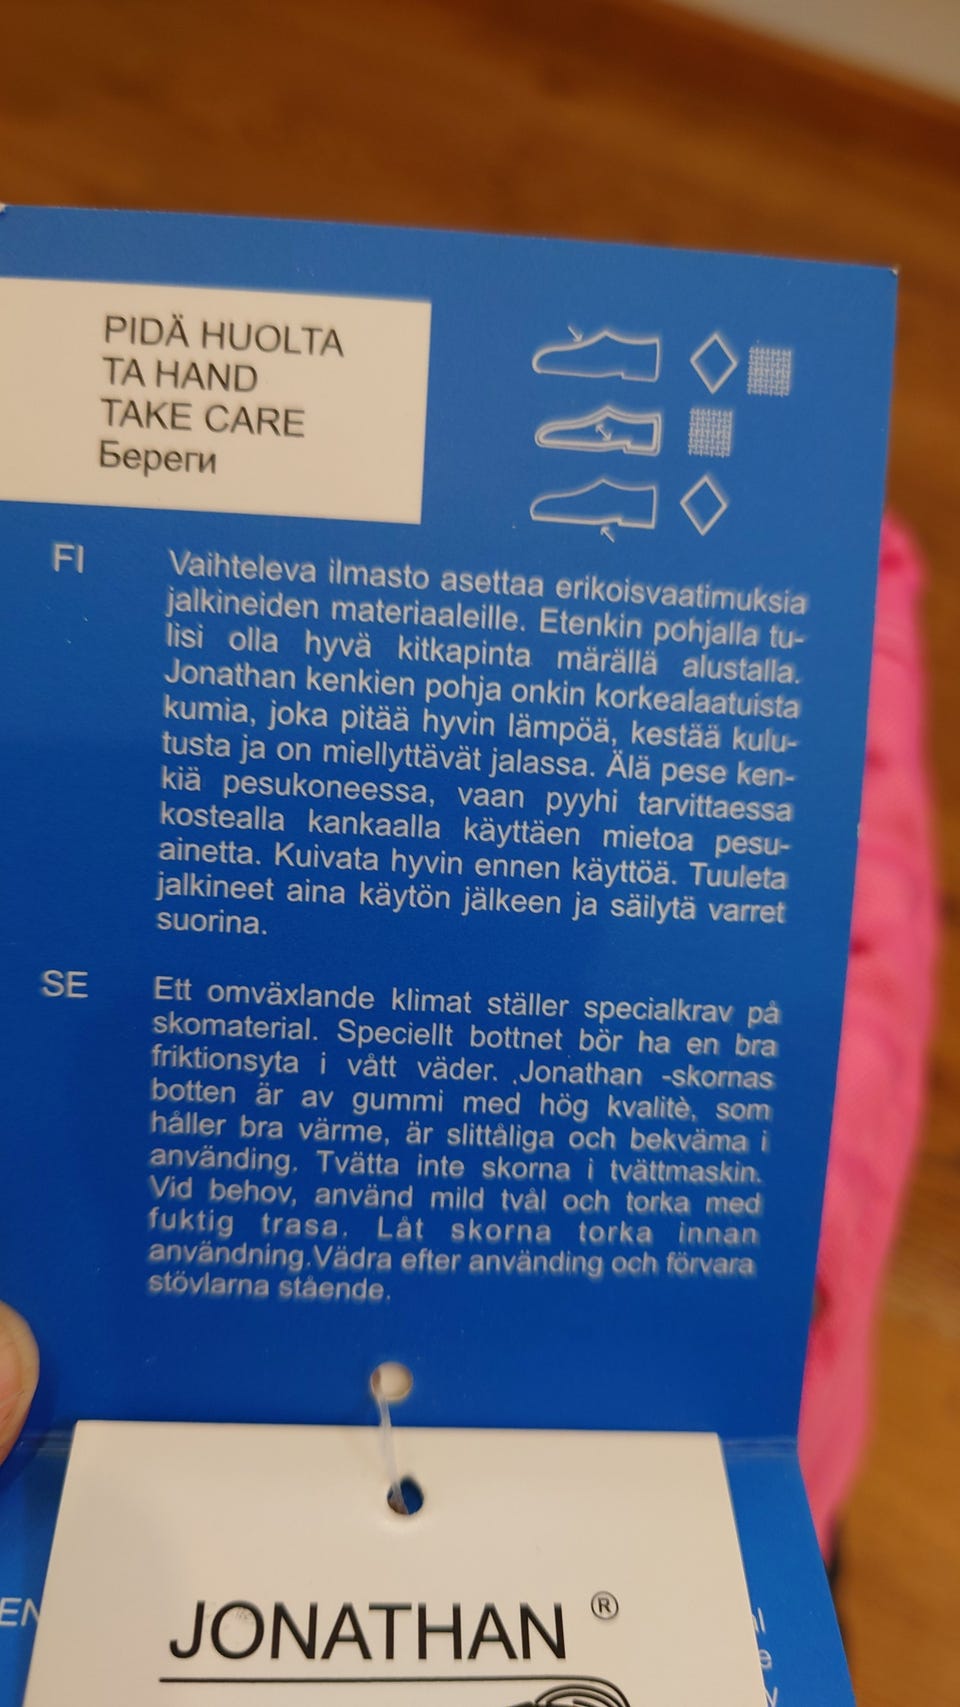 PIDÄ HUOLTA
TA HAND
TAKE CARE
Береги
FI
Vaihteleva ilmasto asettaa erikoisvaatimuksia
jalkineiden materiaaleille. Etenkin pohjalla tu-
lisi olla hyvä kitkapinta märällä alustalla.
Jonathan kenkien pohja onkin korkealaatuista
kumia, joka pitää hyvin lämpöä, kestää kulu-
tusta ja on miellyttävät jalassa. Älä pese ken-
kiä pesukoneessa, vaan pyyhi tarvittaessa
kostealla kankaalla käyttäen mietoa pesu-
ainetta. Kuivata hyvin ennen käyttöä. Tuuleta
jalkineet aina käytön jälkeen ja säilytä varret
suorina.
SE
Ett omväxlande klimat ställer specialkrav på
skomaterial. Speciellt bottnet bör ha en bra
friktionsyta i vått väder. .Jonathan -skornas
botten är av gummi med hög kvalitè, som
håller bra värme, är slittåliga och bekväma i
använding. Tvätta inte skorna i tvättmaskin.
Vid behov, använd mild tvål och torka med
fuktig trasa. Låt skorna torka innan
användning.Vädra efter använding och förvara
stövlarna stående.
EN
JONATHAN ®